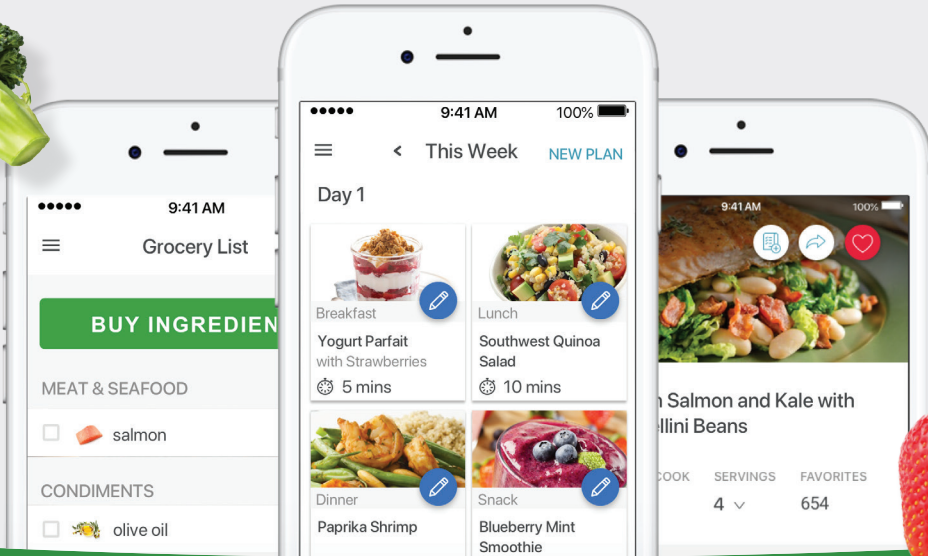 9:41 AM
Grocery List
BUY INGREDIEN
MEAT & SEAFOOD
salmon
CONDIMENTS
olive oil
9:41 AM 100%
This Week NEW PLAN
Day 1
Breakfast
Yogurt Parfait
with Strawberries
5 mins
Lunch
Southwest Quinoa
Salad
10 mins
Dinner
Paprika Shrimp
Snack
Blueberry Mint
Smoothie
9:41 AM 100%
Salmon and Kale with
llini Beans
COOK SERVINGS FAVORITES
4 654